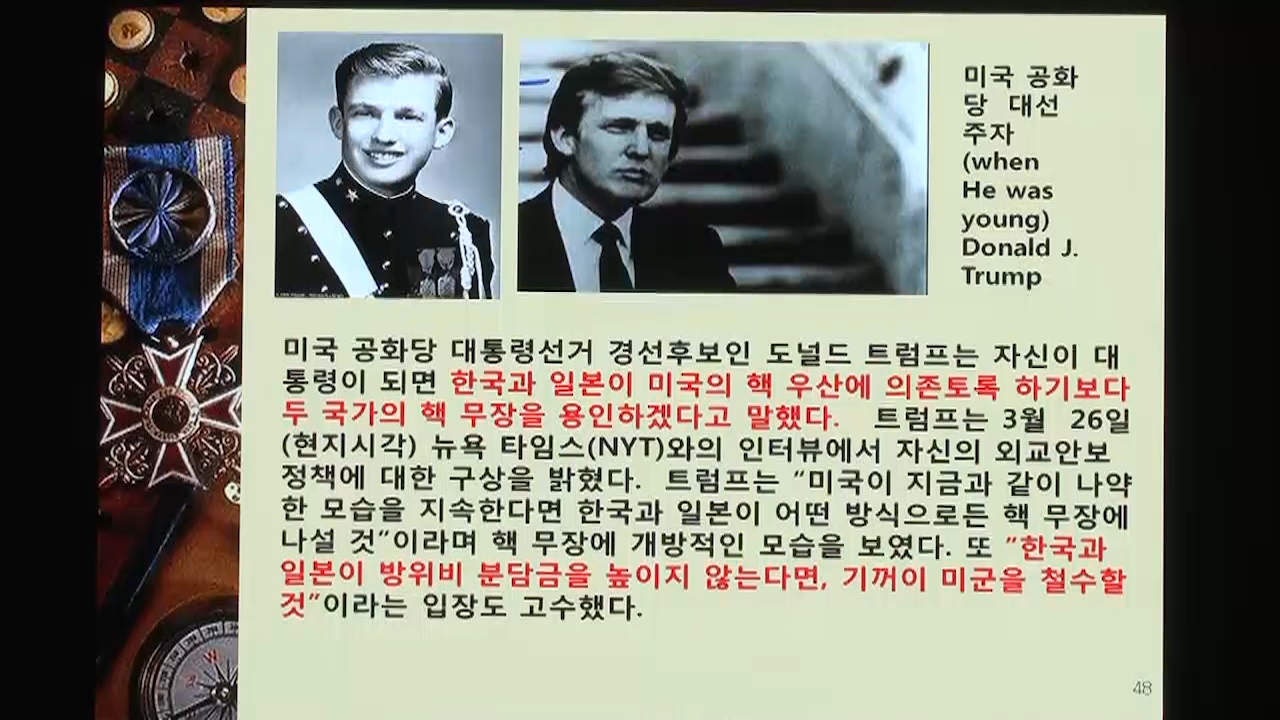 미국 공화
당 대선
주자
(when
He was
young)
Donald J.
Trump
미국 공화당 대통령선거 경선후보인 도널드 트럼프는 자신이 대
통령이 되면 한국과 일본이 미국의 핵 우산에 의존토록 하기보다
두 국가의 핵 무장을 용인하겠다고 말했다. 트럼프는 3월 26일
(현지시각) 뉴욕 타임스(NYT)와의 인터뷰에서 자신의 외교안보
정책에 대한 구상을 밝혔다. 트럼프는 "미국이 지금과 같이 나약
한 모습을 지속한다면 한국과 일본이 어떤 방식으로든 핵 무장에
나설 것"이라며 핵 무장에 개방적인 모습을 보였다. 또 "한국과
일본이 방위비 분담금을 높이지 않는다면, 기꺼이 미군을 철수할
것"이라는 입장도 고수했다.
48